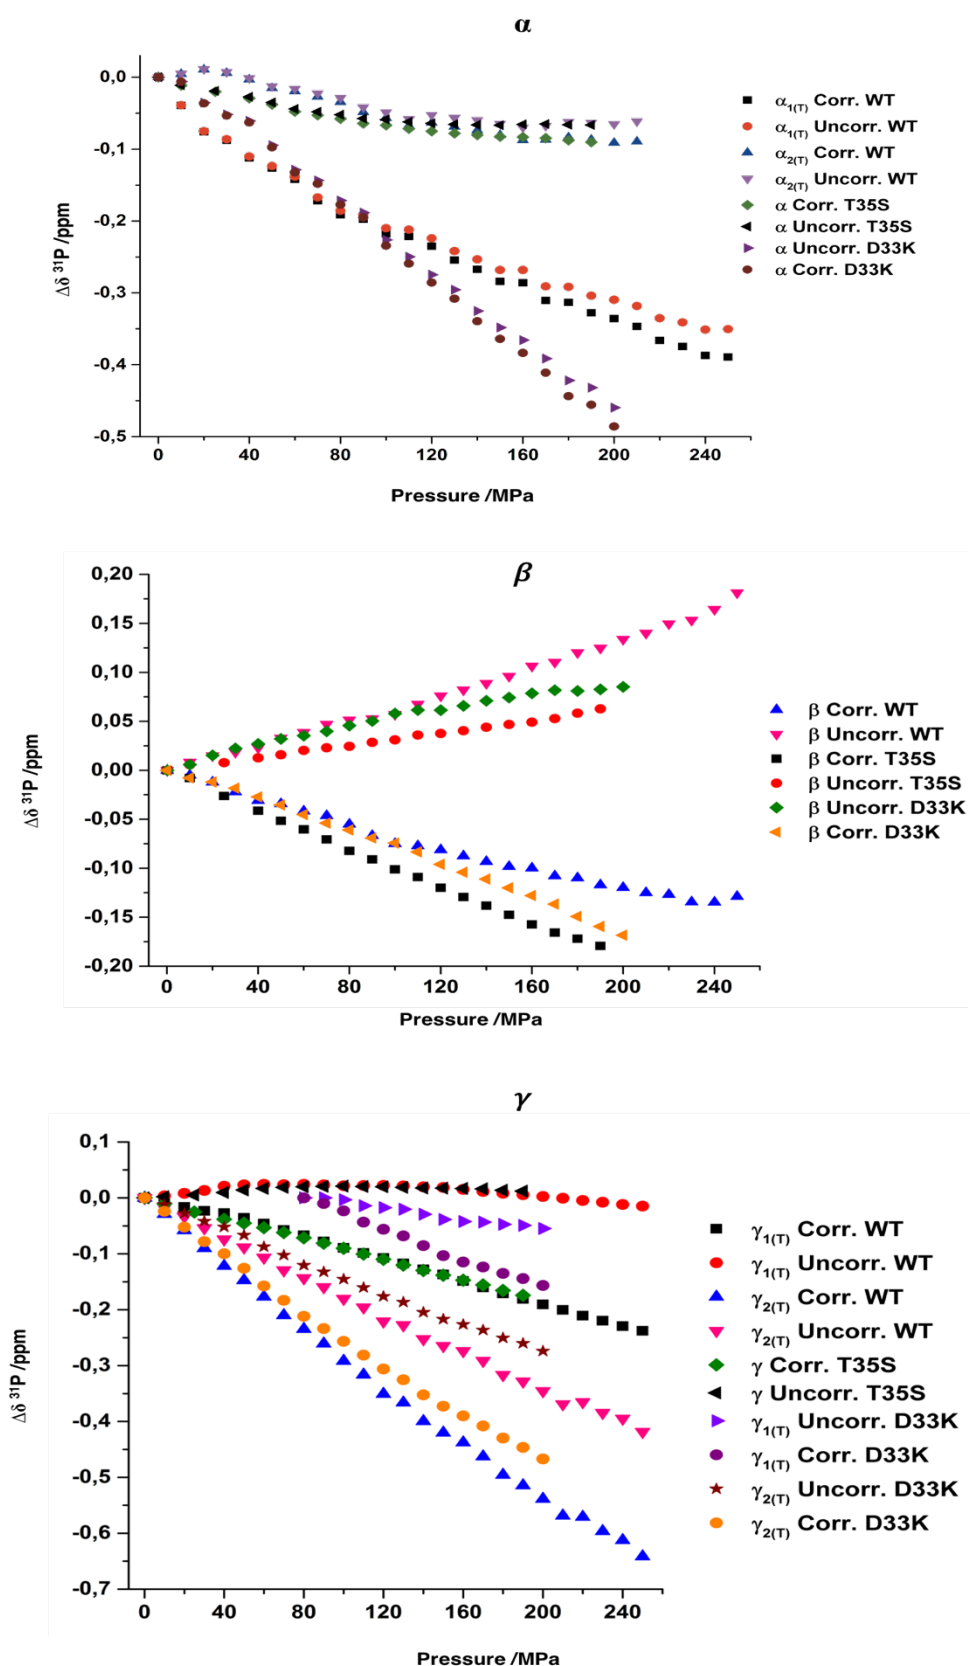 α
0,0
-0,1
-0,2
-0,3
-0,4
-0,5
Δδ ³¹P /ppm
0 40 80 120 160 200 240
Pressure /MPa
α1(T) Corr. WT
α1(T) Uncorr. WT
α2(T) Corr. WT
α2(T) Uncorr. WT
α Corr. T35S
α Uncorr. T35S
α Uncorr. D33K
α Corr. D33K
β
0,20
0,15
0,10
0,05
0,00
-0,05
-0,10
-0,15
-0,20
Δδ ³¹P /ppm
0 40 80 120 160 200 240
Pressure /MPa
β Corr. WT
β Uncorr. WT
β Corr. T35S
β Uncorr. T35S
β Uncorr. D33K
β Corr. D33K
γ
0,1
0,0
-0,1
-0,2
-0,3
-0,4
-0,5
-0,6
-0,7
Δδ ³¹P/ppm
0 40 80 120 160 200 240
Pressure /MPa
γ1(T) Corr. WT
γ1(T) Uncorr. WT
γ2(T) Corr. WT
γ2(T) Uncorr. WT
γ Corr. T35S
γ Uncorr. T35S
γ1(T) Uncorr. D33K
γ1(T) Corr. D33K
γ2(T) Uncorr. D33K
γ2(T) Corr. D33K